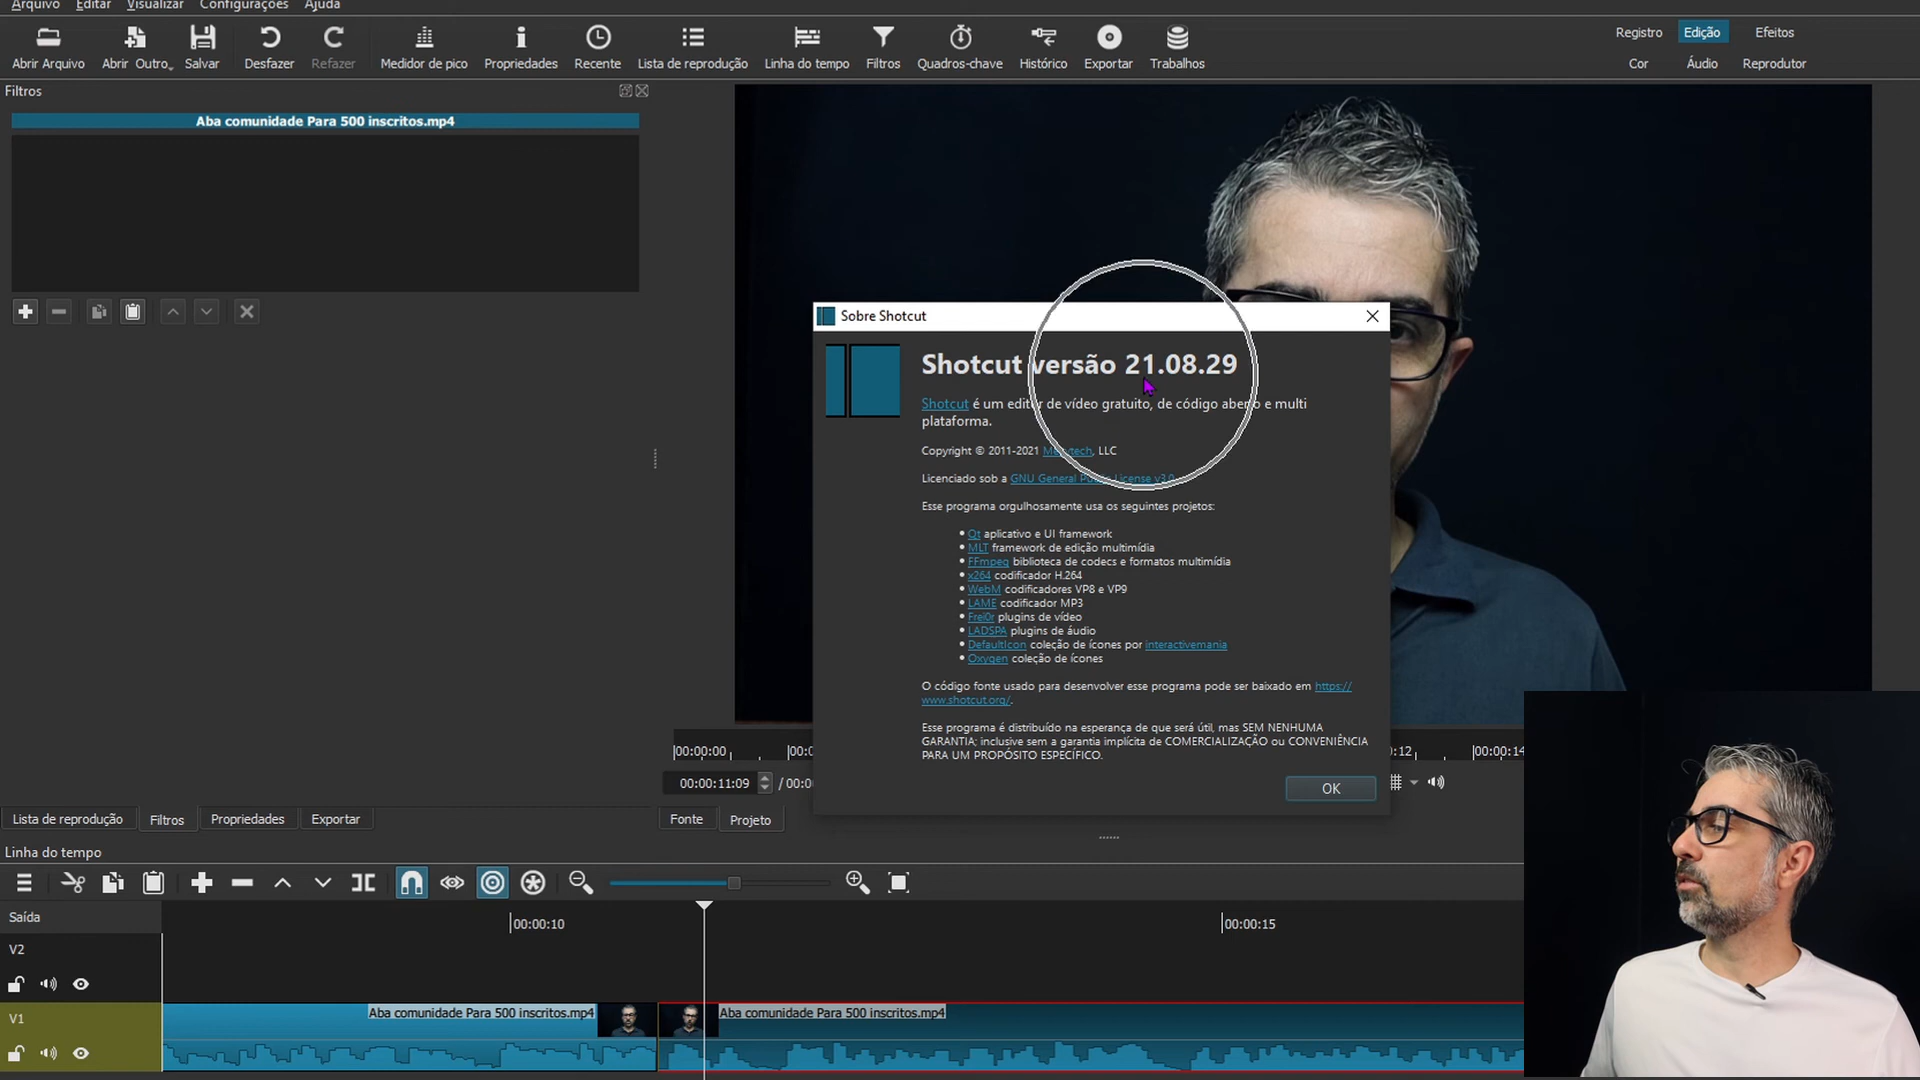 Arquivo Editar Visualizar Configurações Ajuda
Abrir Arquivo Abrir Outro Salvar Desfazer Refazer Medidor de pico Propriedades Recente Lista de reprodução Linha do tempo Filtros Quadros-chave Histórico Exportar Trabalhos
Registro Edição Efeitos
Cor Áudio Reprodutor
Filtros
Aba comunidade Para 500 inscritos.mp4
Sobre Shotcut
Shotcut versão 21.08.29
Shotcut é um editor de vídeo gratuito, de código aberto e multi
plataforma.
Copyright © 2011-2021 Meltytech, LLC
Licenciado sob a GNU General Public License v3.0
Esse programa orgulhosamente usa os seguintes projetos:
• Qt aplicativo e UI framework
• MLT framework de edição multimídia
• FFmpeg biblioteca de codecs e formatos multimídia
• x264 codificador H.264
• WebM codificadores VP8 e VP9
• LAME codificador MP3
• Frei0r plugins de vídeo
• LADSPA plugins de áudio
• DefaultIcon coleção de ícones por interactivemania
• Oxygen coleção de ícones
O código fonte usado para desenvolver esse programa pode ser baixado em https://
www.shotcut.org/.
Esse programa é distribuído na esperança de que será útil, mas SEM NENHUMA
GARANTIA; inclusive sem a garantia implícita de COMERCIALIZAÇÃO ou CONVENIÊNCIA
PARA UM PROPÓSITO ESPECÍFICO.
OK
00:00:00 :12 00:00:14
00:00:11:09
Lista de reprodução Filtros Propriedades Exportar
Fonte Projeto
Linha do tempo
Saída
00:00:10 00:00:15
V2
V1
Aba comunidade Para 500 inscritos.mp4 Aba comunidade Para 500 inscritos.mp4